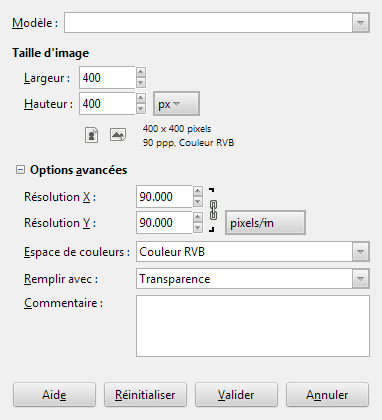 Modèle :
Taille d'image
Largeur : 400
Hauteur : 400 px
400 x 400 pixels
90 ppp, Couleur RVB
Options avancées
Résolution X : 90.000
Résolution Y : 90.000 pixels/in
Espace de couleurs : Couleur RVB
Remplir avec : Transparence
Commentaire :
Aide Réinitialiser Valider Annuler